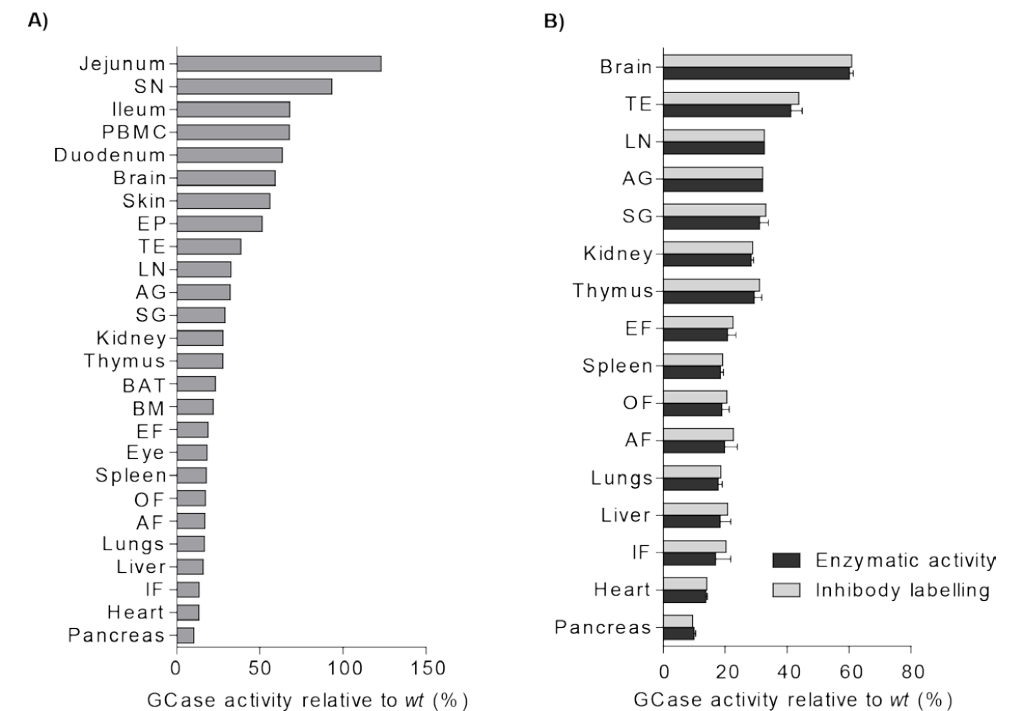 A)
Jejunum
SN
Ileum
PBMC
Duodenum
Brain
Skin
EP
TE
LN
AG
SG
Kidney
Thymus
BAT
BM
EF
Eye
Spleen
OF
AF
Lungs
Liver
IF
Heart
Pancreas
0 50 100 150
GCase activity relative to wt (%)
B)
Brain
TE
LN
AG
SG
Kidney
Thymus
EF
Spleen
OF
AF
Lungs
Liver
IF
Heart
Pancreas
Enzymatic activity
Inhibody labelling
0 20 40 60 80
GCase activity relative to wt (%)